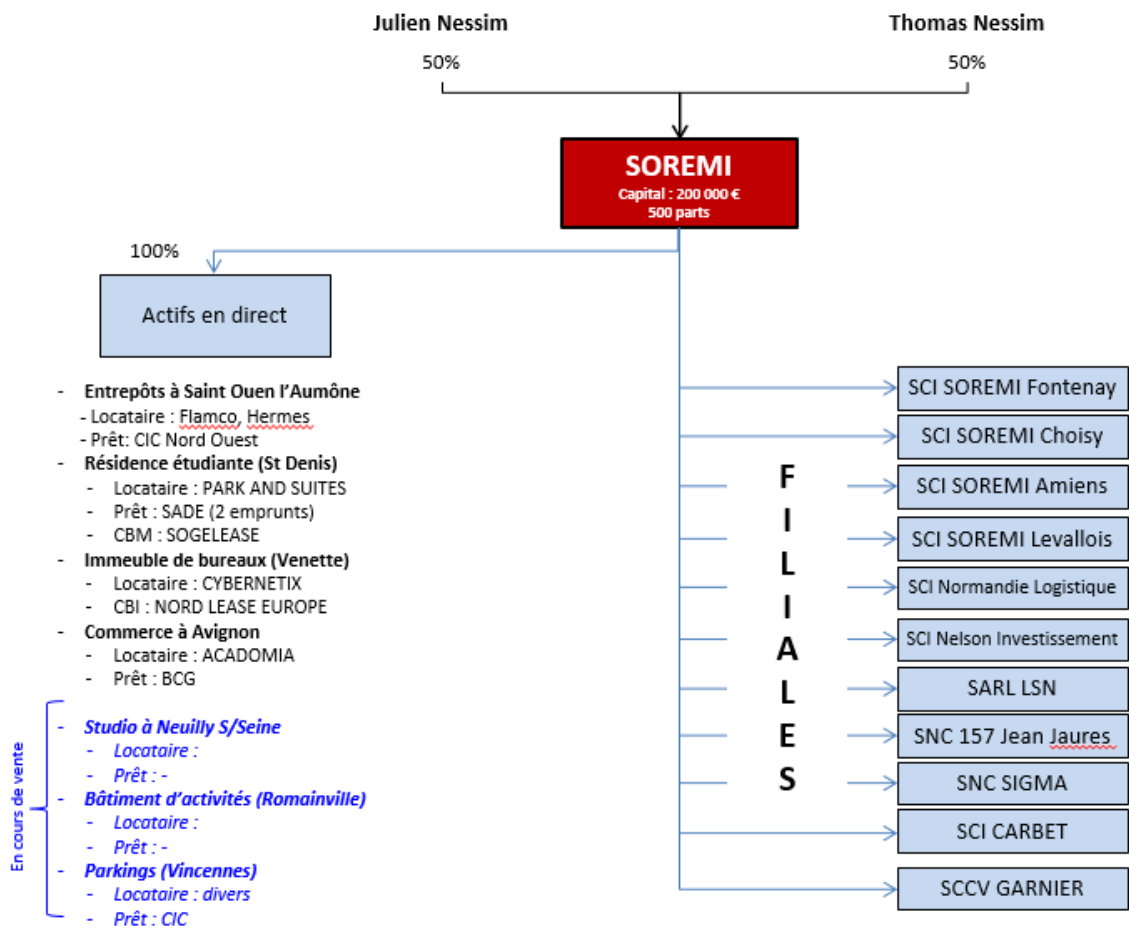 Julien Nessim
Thomas Nessim
50%
50%
SOREMI
Capital : 200 000 €
500 parts
100%
Actifs en direct
- Entrepôts à Saint Ouen l'Aumône
- Locataire : Flamco, Hermes
- Prêt: CIC Nord Ouest
- Résidence étudiante (St Denis)
- Locataire : PARK AND SUITES
- Prêt : SADE (2 emprunts)
- CBM : SOGELEASE
- Immeuble de bureaux (Venette)
- Locataire : CYBERNETIX
- CBI : NORD LEASE EUROPE
- Commerce à Avignon
- Locataire : ACADOMIA
- Prêt : BCG
En cours de vente
- Studio à Neuilly S/Seine
- Locataire :
- Prêt : -
- Bâtiment d'activités (Romainville)
- Locataire :
- Prêt : -
- Parkings (Vincennes)
- Locataire : divers
- Prêt : CIC
FILIALES
SCI SOREMI Fontenay
SCI SOREMI Choisy
SCI SOREMI Amiens
SCI SOREMI Levallois
SCI Normandie Logistique
SCI Nelson Investissement
SARL LSN
SNC 157 Jean Jaures
SNC SIGMA
SCI CARBET
SCCV GARNIER